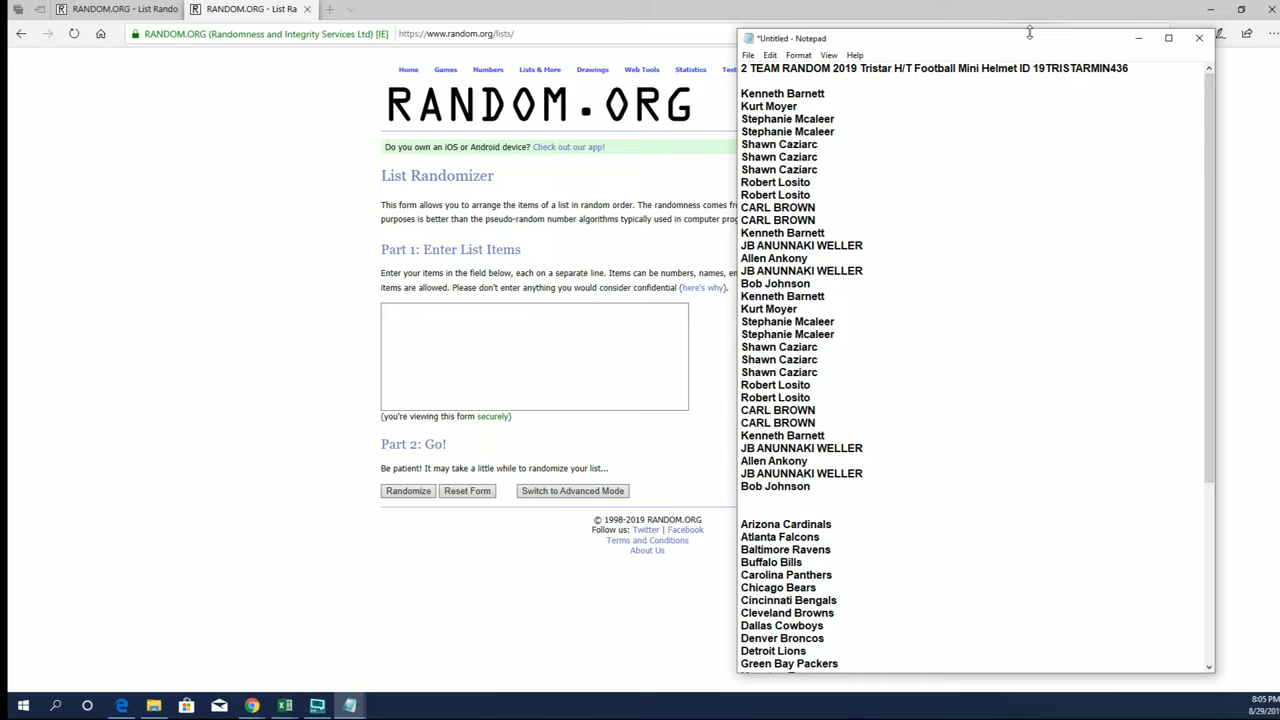 RANDOM.ORG - List Rando
RANDOM.ORG - List Ra
RANDOM.ORG (Randomness and Integrity Services Ltd) [IE]
https://www.random.org/lists/
Home Games Numbers Lists & More Drawings Web Tools Statistics
RANDOM.ORG
Do you own an iOS or Android device? Check out our app!
List Randomizer
This form allows you to arrange the items of a list in random order. The randomness comes
purposes is better than the pseudo-random number algorithms typically used in computer
Part 1: Enter List Items
Enter your items in the field below, each on a separate line. Items can be numbers, names,
items are allowed. Please don't enter anything you would consider confidential (here's why).
(you're viewing this form securely)
Part 2: Go!
Be patient! It may take a little while to randomize your list...
Randomize Reset Form Switch to Advanced Mode
© 1998-2019 RANDOM.ORG
Follow us: Twitter | Facebook
Terms and Conditions
About Us
*Untitled - Notepad
File Edit Format View Help
2 TEAM RANDOM 2019 Tristar H/T Football Mini Helmet ID 19TRISTARMIN436
Kenneth Barnett
Kurt Moyer
Stephanie Mcaleer
Stephanie Mcaleer
Shawn Caziarc
Shawn Caziarc
Shawn Caziarc
Robert Losito
Robert Losito
CARL BROWN
CARL BROWN
Kenneth Barnett
JB ANUNNAKI WELLER
Allen Ankony
JB ANUNNAKI WELLER
Bob Johnson
Kenneth Barnett
Kurt Moyer
Stephanie Mcaleer
Stephanie Mcaleer
Shawn Caziarc
Shawn Caziarc
Shawn Caziarc
Robert Losito
Robert Losito
CARL BROWN
CARL BROWN
Kenneth Barnett
JB ANUNNAKI WELLER
Allen Ankony
JB ANUNNAKI WELLER
Bob Johnson
Arizona Cardinals
Atlanta Falcons
Baltimore Ravens
Buffalo Bills
Carolina Panthers
Chicago Bears
Cincinnati Bengals
Cleveland Browns
Dallas Cowboys
Denver Broncos
Detroit Lions
Green Bay Packers
8:05 PM